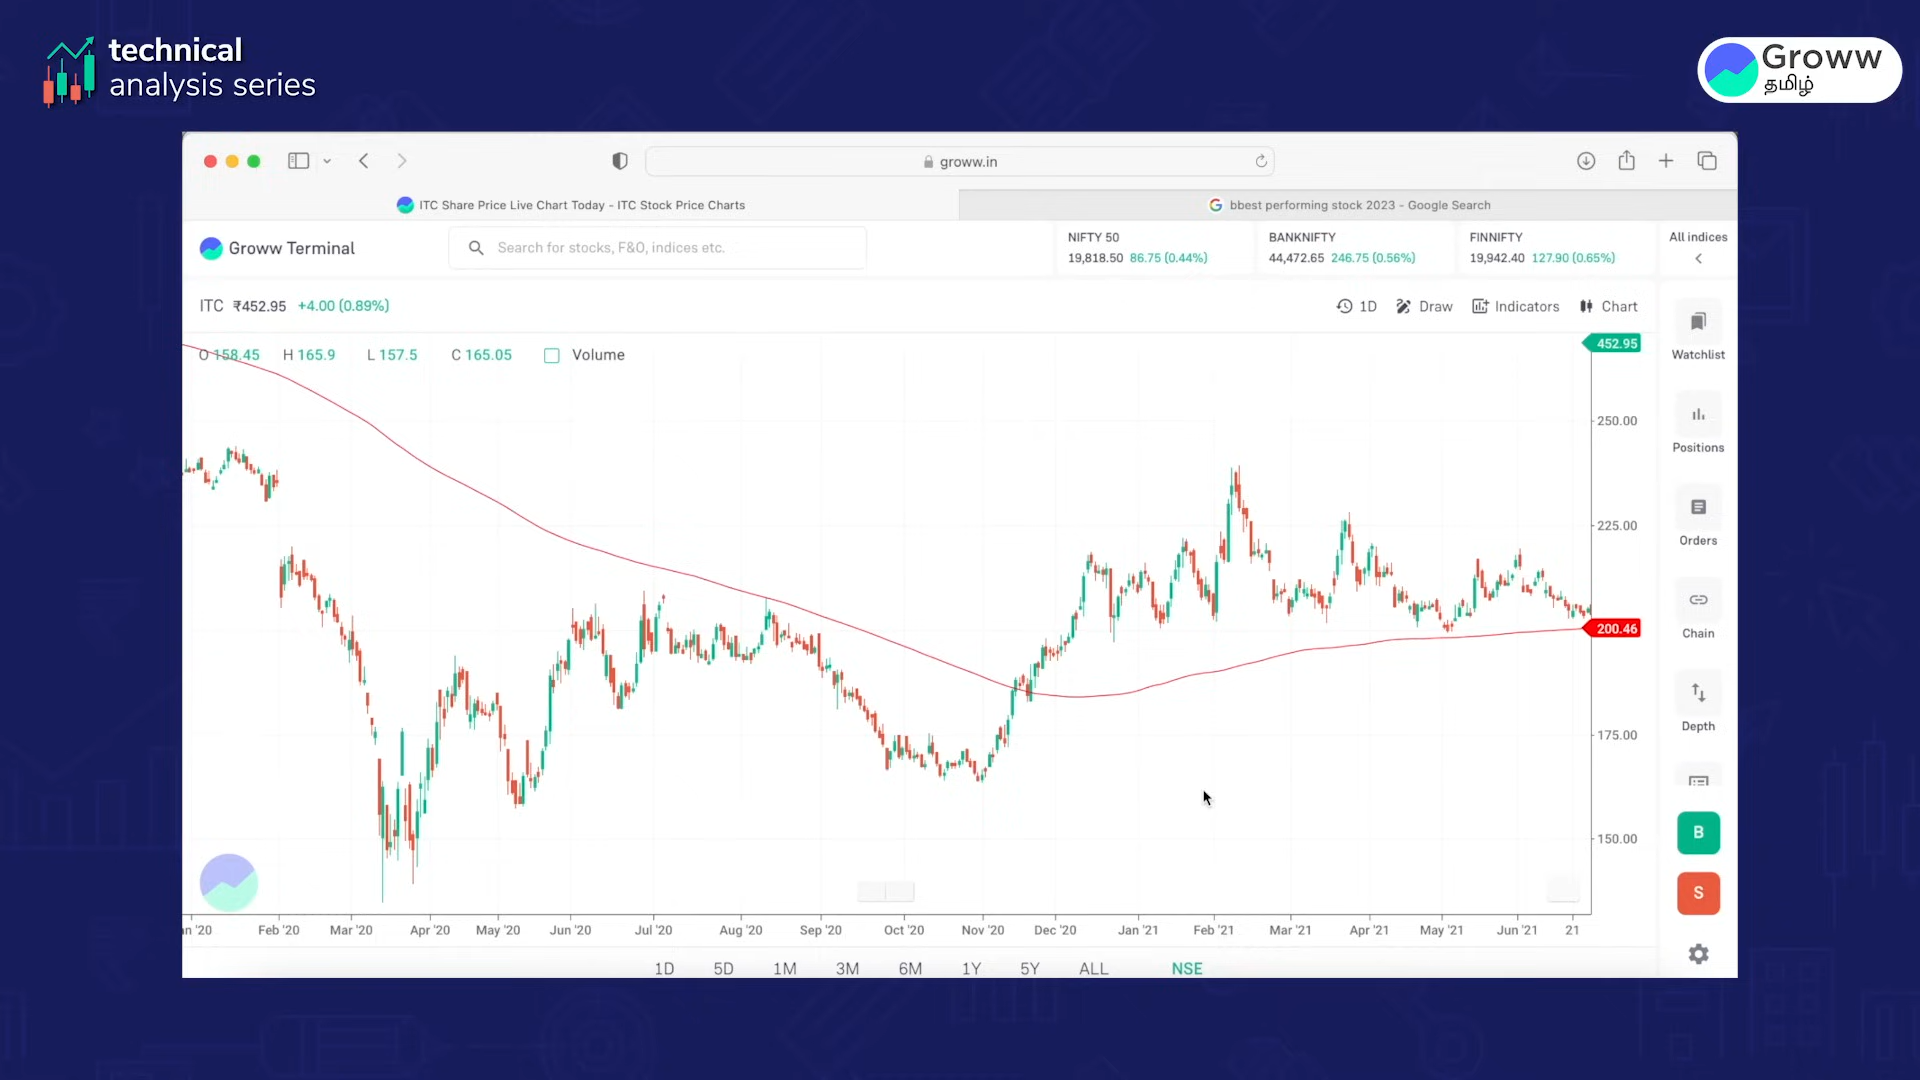 technical
analysis series
Groww
தமிழ்
groww.in
ITC Share Price Live Chart Today - ITC Stock Price Charts
bbest performing stock 2023 - Google Search
Groww Terminal
Search for stocks, F&O, indices etc.
NIFTY 50
19,818.50 86.75 (0.44%)
BANKNIFTY
44,472.65 246.75 (0.56%)
FINNIFTY
19,942.40 127.90 (0.65%)
All indices
ITC ₹452.95 +4.00 (0.89%)
1D Draw Indicators Chart
O 158.45 H 165.9 L 157.5 C 165.05 Volume
452.95
250.00
225.00
200.46
175.00
150.00
Watchlist
Positions
Orders
Chain
Depth
B
S
n '20 Feb '20 Mar '20 Apr '20 May '20 Jun '20 Jul '20 Aug '20 Sep '20 Oct '20 Nov '20 Dec '20 Jan '21 Feb '21 Mar '21 Apr '21 May '21 Jun '21 21
1D 5D 1M 3M 6M 1Y 5Y ALL NSE